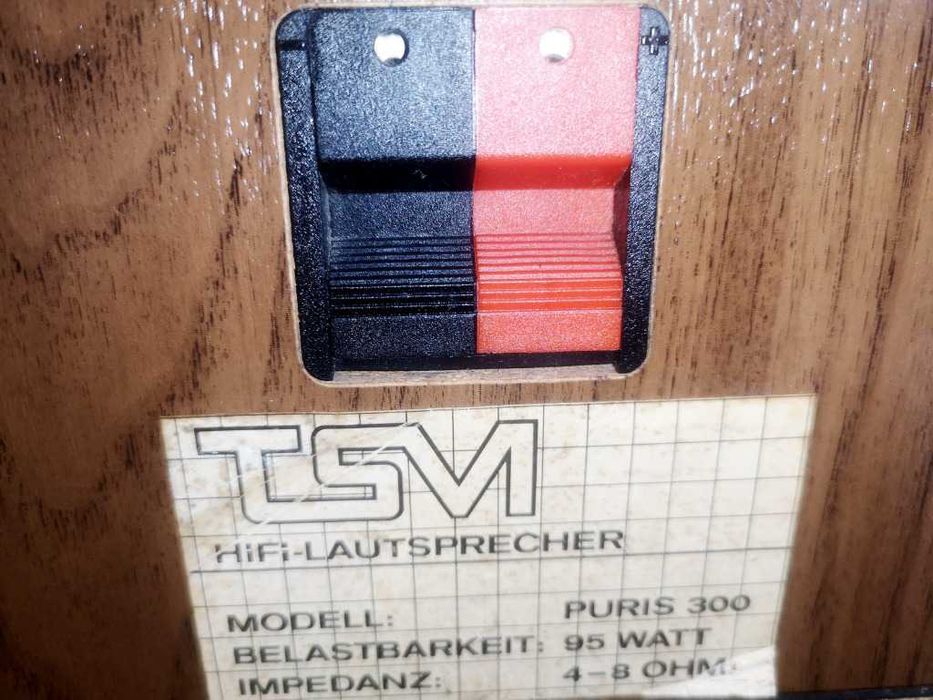 - +
TSM
HiFi-LAUTSPRECHER
MODELL: PURIS 300
BELASTBARKEIT: 95 WATT
IMPEDANZ: 4-8 OHM